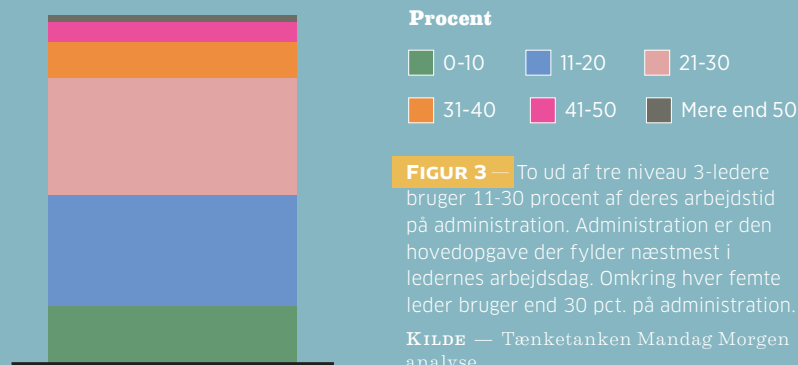 Procent
0-10 11-20 21-30
31-40 41-50 Mere end 50
FIGUR 3 — To ud af tre niveau 3-ledere
bruger 11-30 procent af deres arbejdstid
på administration. Administration er den
hovedopgave der fylder næstmest i
ledernes arbejdsdag. Omkring hver femte
leder bruger end 30 pct. på administration.
KILDE — Tænketanken Mandag Morgen
analyse